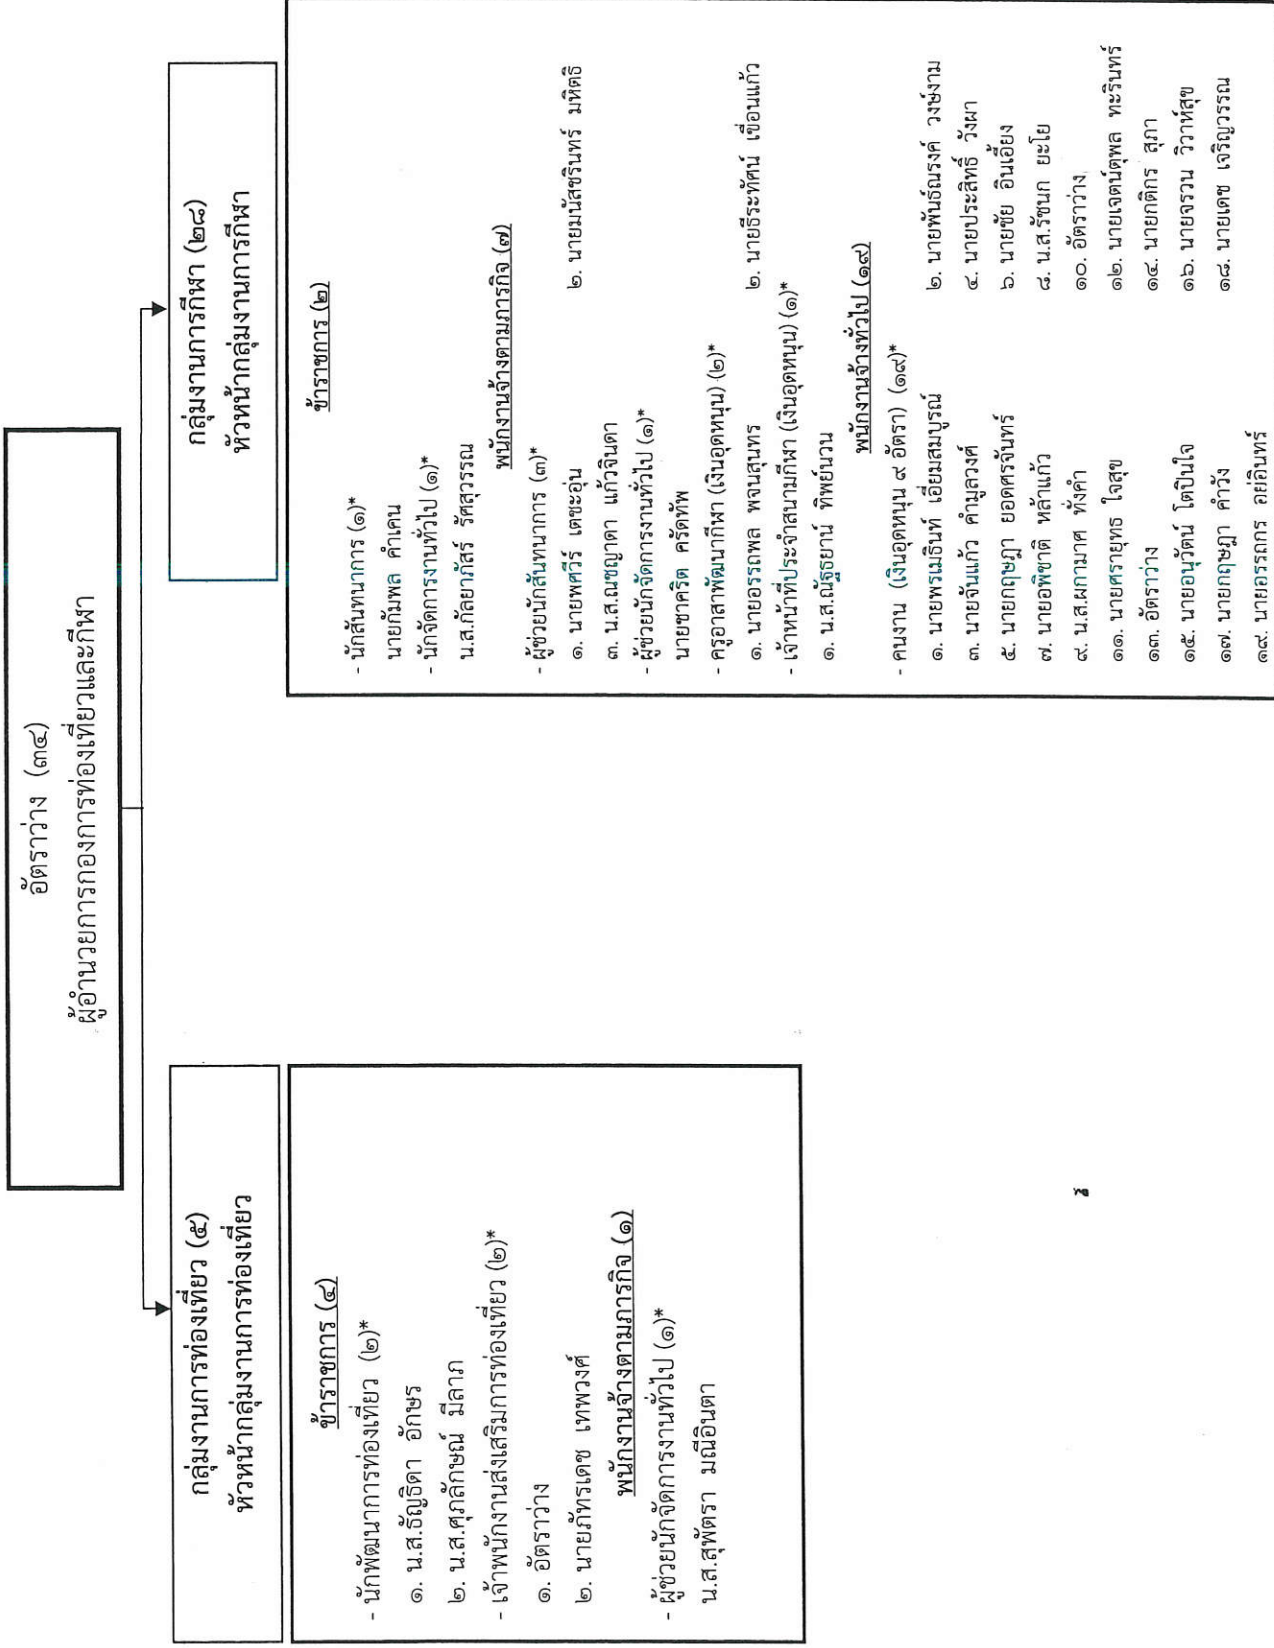 อัตราว่าง (๓๔)
ผู้อำนวยการกองการท่องเที่ยวและกีฬา
กลุ่มงานการท่องเที่ยว (๕)
หัวหน้ากลุ่มงานการท่องเที่ยว
ข้าราชการ (๔)
- นักพัฒนาการท่องเที่ยว (๒)*
๑. น.ส.ธัญธิดา อักษร
๒. น.ส.ศุภลักษณ์ มีลาภ
- เจ้าพนักงานส่งเสริมการท่องเที่ยว (๒)*
๑. อัตราว่าง
๒. นายภัทรเดช เทพวงศ์
พนักงานจ้างตามภารกิจ (๑)
- ผู้ช่วยนักจัดการงานทั่วไป (๑)*
น.ส.สุพัตรา มณีอินตา
กลุ่มงานการกีฬา (๒๘)
หัวหน้ากลุ่มงานการกีฬา
ข้าราชการ (๒)
- นักสันทนาการ (๑)*
นายกัมพล คำเคน
- นักจัดการงานทั่วไป (๑)*
น.ส.กัลยาภัสร์ รัศสุวรรณ
พนักงานจ้างตามภารกิจ (๗)
- ผู้ช่วยนักสันทนาการ (๓)*
๑. นายพศวีร์ เตชะอุ่น ๒. นายมนัสชรินทร์ มหิตธิ
๓. น.ส.ณชญาดา แก้วจินดา
- ผู้ช่วยนักจัดการงานทั่วไป (๑)*
นายชาคริต ครัดทัพ
- ครูอาสาพัฒนากีฬา (เงินอุดหนุน) (๒)*
๑. นายอรรถพล พจนสุนทร ๒. นายธีระทัศน์ เขื่อนแก้ว
- เจ้าหน้าที่ประจำสนามกีฬา (เงินอุดหนุน) (๑)*
๑. น.ส.ณัฐธยาน์ ทิพย์นวน
พนักงานจ้างทั่วไป (๑๙)
- คนงาน (เงินอุดหนุน ๙ อัตรา) (๑๙)*
๑. นายพรเมธินท์ เอี่ยมสมบูรณ์ ๒. นายพันธ์ณรงค์ วงษ์งาม
๓. นายจันแก้ว คำมูลวงศ์ ๔. นายประสิทธิ์ วังผา
๕. นายกฤษฎา ยอดศรจันทร์ ๖. นายชัย อินเอี้ยง
๗. นายอพิชาติ หล้าแก้ว ๘. น.ส.รัชนก ยะโย
๙. น.ส.ผกามาศ ทั่งคำ ๑๐. อัตราว่าง
๑๑. นายศรายุทธ ใจสุข ๑๒. นายเจตน์ตุพล ทะรินทร์
๑๓. อัตราว่าง ๑๔. นายกติกร สุภา
๑๕. นายอนุวัตน์ โตปินใจ ๑๖. นายจรวน วิวาห์สุข
๑๗. นายกฤษฎา คำวัง ๑๘. นายเดช เจริญวรรณ
๑๙. นายอรรถกร อย่อินทร์